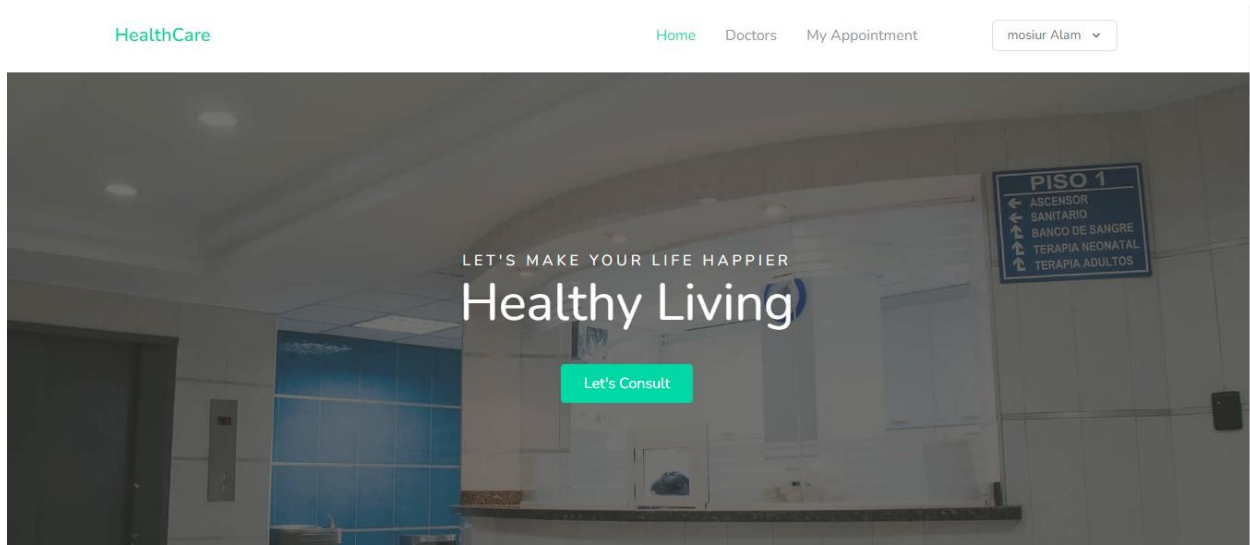 HealthCare
Home Doctors My Appointment mosiur Alam
PISO 1
ASCENSOR
SANITARIO
BANCO DE SANGRE
TERAPIA NEONATAL
TERAPIA ADULTOS
LET'S MAKE YOUR LIFE HAPPIER
Healthy Living
Let's Consult